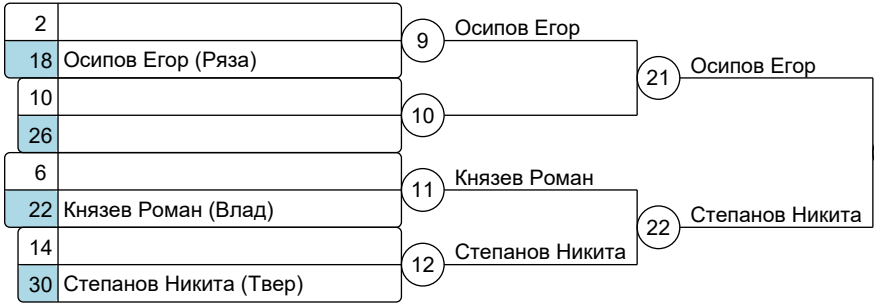 2
9
Осипов Егор
18 Осипов Егор (Ряза)
21
Осипов Егор
10
10
26
6
11
Князев Роман
22 Князев Роман (Влад)
22
Степанов Никита
14
12
Степанов Никита
30 Степанов Никита (Твер)